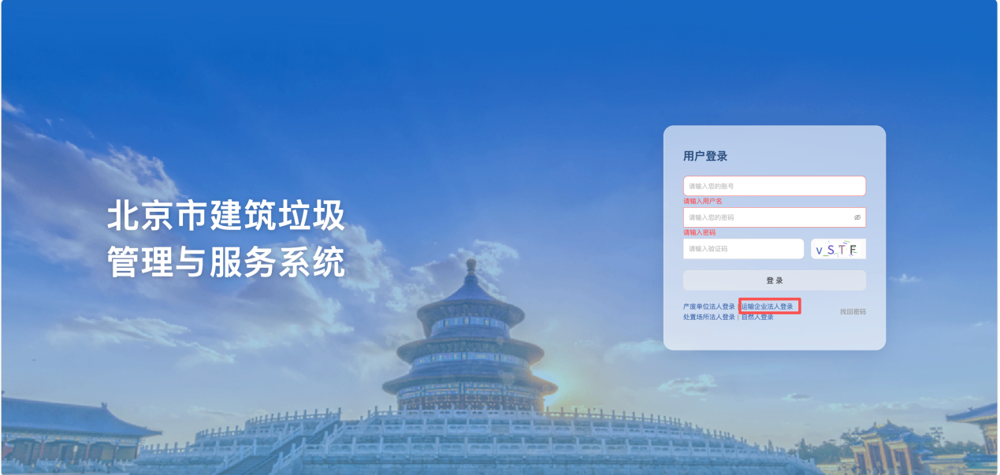 北京市建筑垃圾
管理与服务系统
用户登录
请输入您的账号
请输入用户名
请输入您的密码
请输入密码
请输入验证码
vSTF
登 录
产废单位法人登录 | 运输企业法人登录
处置场所法人登录 | 自然人登录
找回密码